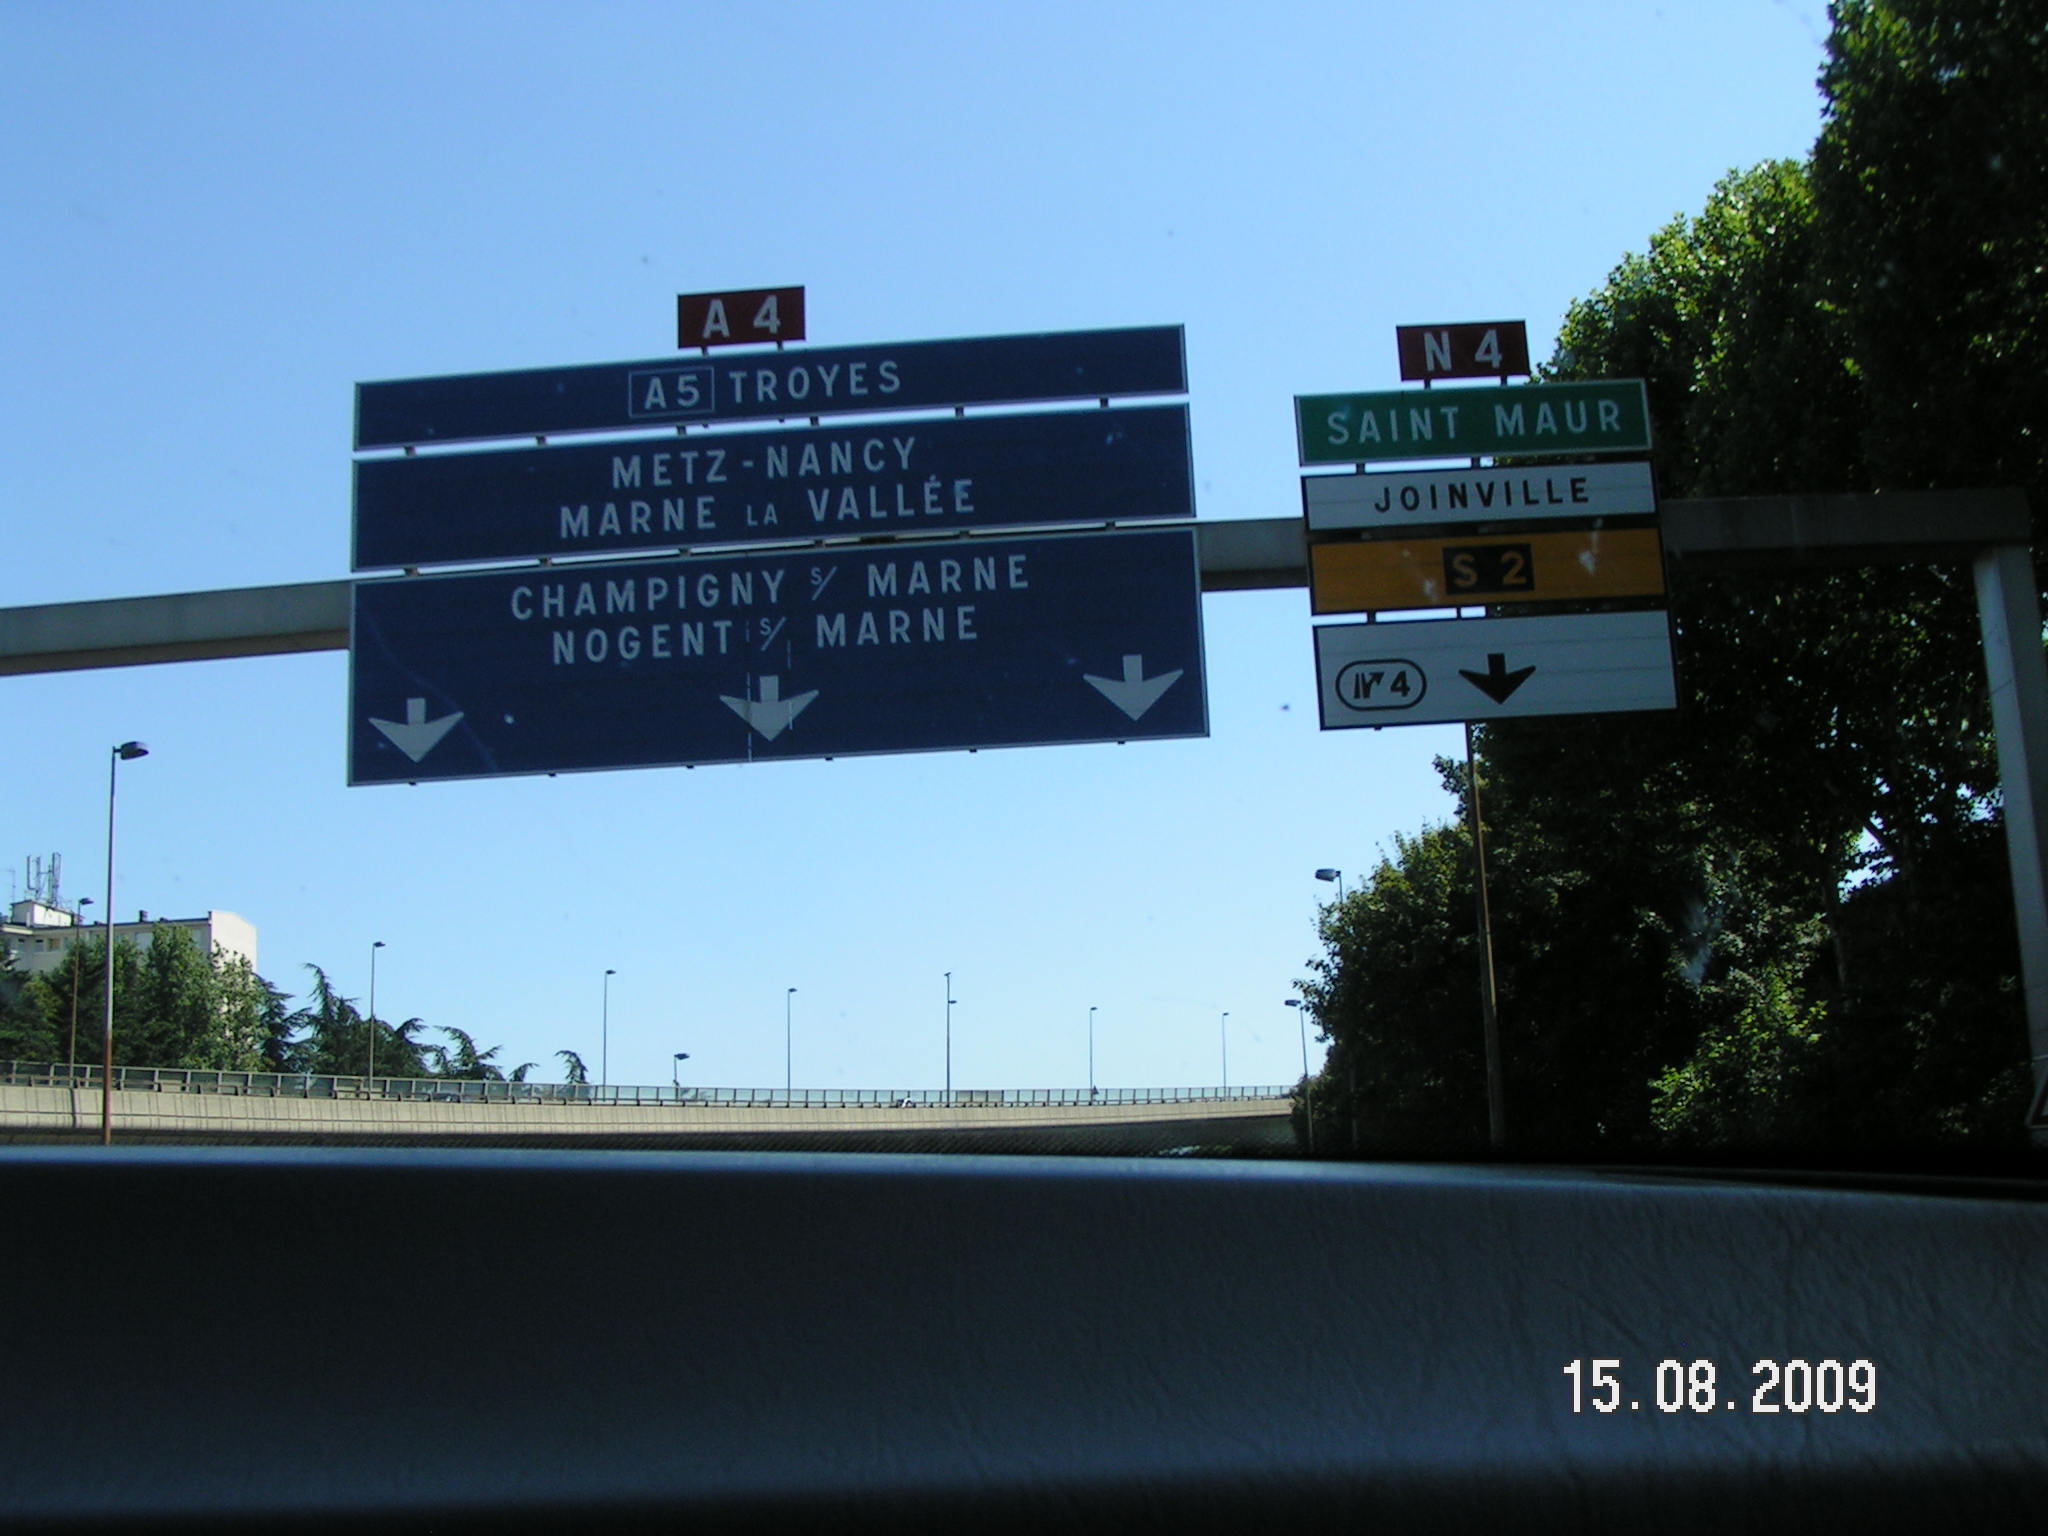 A 4
A5 TROYES
METZ - NANCY
MARNE LA VALLÉE
CHAMPIGNY s/ MARNE
NOGENT s/ MARNE
N 4
SAINT MAUR
JOINVILLE
S 2
4
15.08.2009